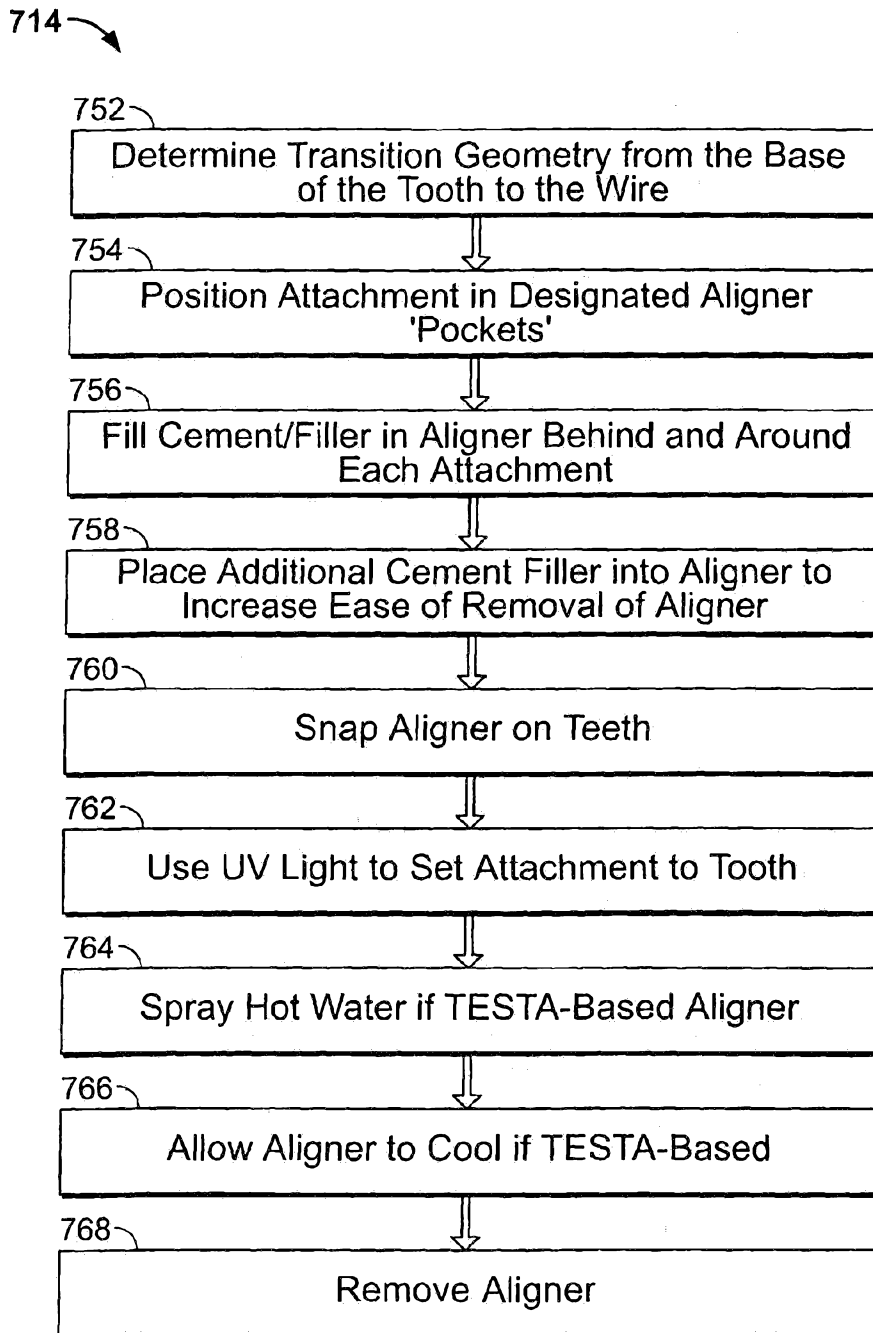 714
752
Determine Transition Geometry from the Base
of the Tooth to the Wire
754
Position Attachment in Designated Aligner
'Pockets'
756
Fill Cement/Filler in Aligner Behind and Around
Each Attachment
758
Place Additional Cement Filler into Aligner to
Increase Ease of Removal of Aligner
760
Snap Aligner on Teeth
762
Use UV Light to Set Attachment to Tooth
764
Spray Hot Water if TESTA-Based Aligner
766
Allow Aligner to Cool if TESTA-Based
768
Remove Aligner